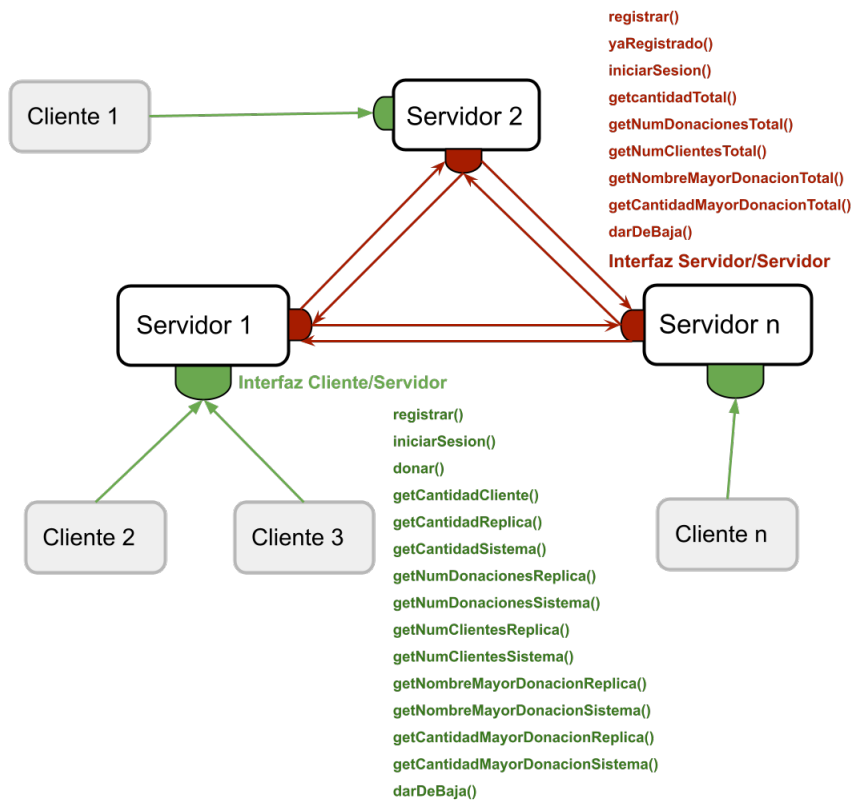 registrar()
yaRegistrado()
iniciarSesion()
getcantidadTotal()
getNumDonacionesTotal()
getNumClientesTotal()
getNombreMayorDonacionTotal()
getCantidadMayorDonacionTotal()
darDeBaja()
Interfaz Servidor/Servidor
Cliente 1
Servidor 2
Servidor 1
Servidor n
Interfaz Cliente/Servidor
registrar()
iniciarSesion()
donar()
getCantidadCliente()
getCantidadReplica()
getCantidadSistema()
getNumDonacionesReplica()
getNumDonacionesSistema()
getNumClientesReplica()
getNumClientesSistema()
getNombreMayorDonacionReplica()
getNombreMayorDonacionSistema()
getCantidadMayorDonacionReplica()
getCantidadMayorDonacionSistema()
darDeBaja()
Cliente 2
Cliente 3
Cliente n